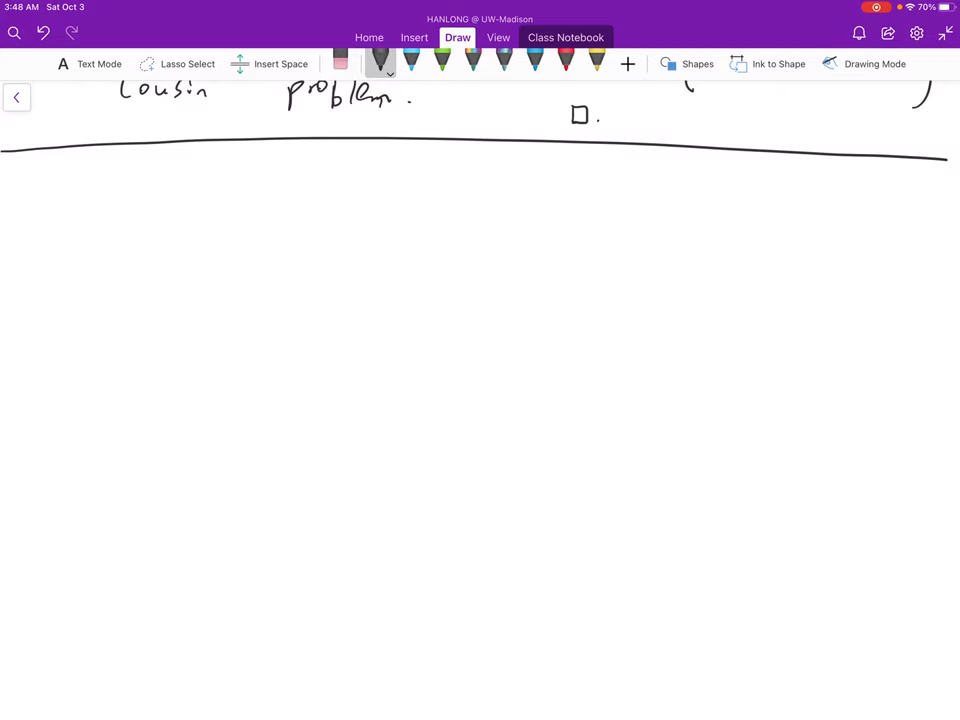 3:48 AM Sat Oct 3 70%
HANLONG @ UW-Madison
Home Insert Draw View Class Notebook
A Text Mode Lasso Select Insert Space Shapes Ink to Shape Drawing Mode
Cousin problem.